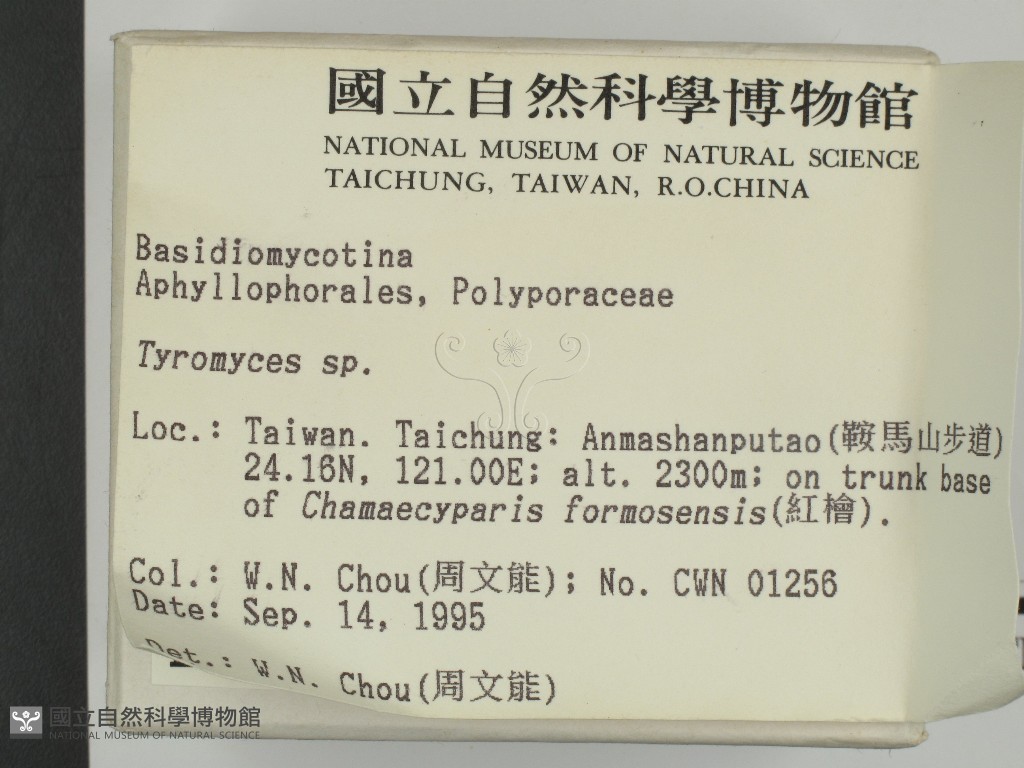 國立自然科學博物館
NATIONAL MUSEUM OF NATURAL SCIENCE
TAICHUNG, TAIWAN, R.O.CHINA
Basidiomycotina
Aphyllophorales, Polyporaceae
Tyromyces sp.
Loc.: Taiwan. Taichung: Anmashanputao(鞍馬山步道)
24.16N, 121.00E; alt. 2300m; on trunk base
of Chamaecyparis formosensis(紅檜).
Col.: W.N. Chou(周文能); No. CWN 01256
Date: Sep. 14, 1995
Det.: W.N. Chou(周文能)
國立自然科學博物館
NATIONAL MUSEUM OF NATURAL SCIENCE